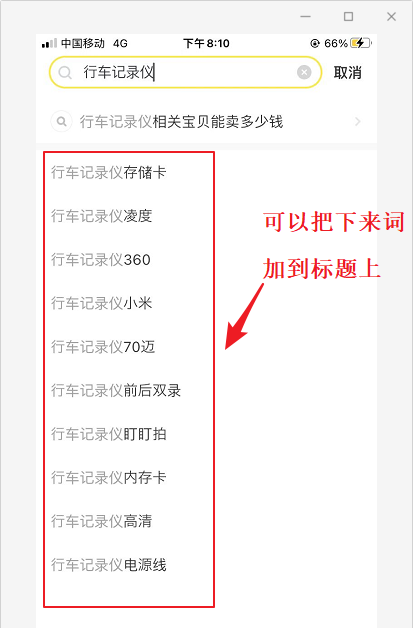 中国移动 4G 下午8:10 66%
行车记录仪 取消
行车记录仪相关宝贝能卖多少钱
行车记录仪存储卡
行车记录仪凌度
行车记录仪360
行车记录仪小米
行车记录仪70迈
行车记录仪前后双录
行车记录仪盯盯拍
行车记录仪内存卡
行车记录仪高清
行车记录仪电源线
可以把下来词
加到标题上